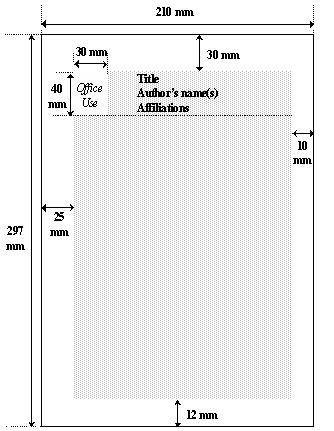 210 mm
30 mm
30 mm
40
mm
Office
Use
Title
Author's name(s)
Affiliations
10
mm
25
mm
297
mm
12 mm